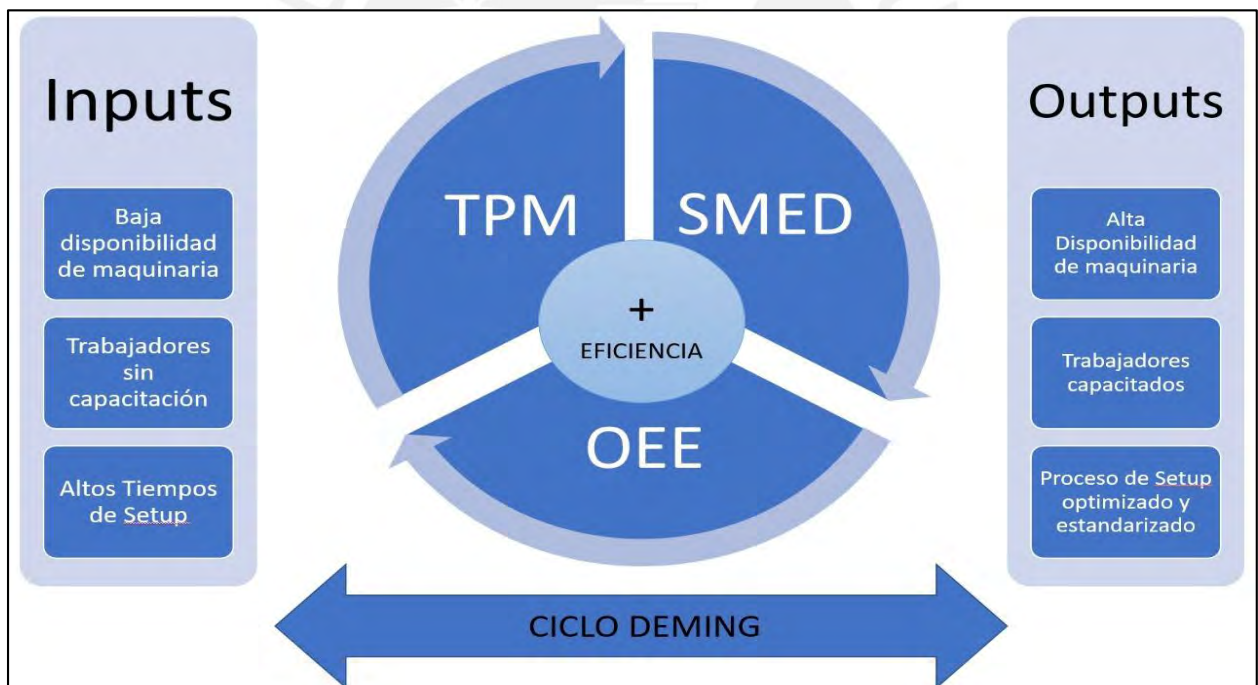 Inputs
Baja
disponibilidad
de maquinaria
Trabajadores
sin
capacitación
Altos Tiempos
de Setup
TPM
SMED
+
EFICIENCIA
OEE
CICLO DEMING
Outputs
Alta
Disponibilidad
de maquinaria
Trabajadores
capacitados
Proceso de Setup
optimizado y
estandarizado